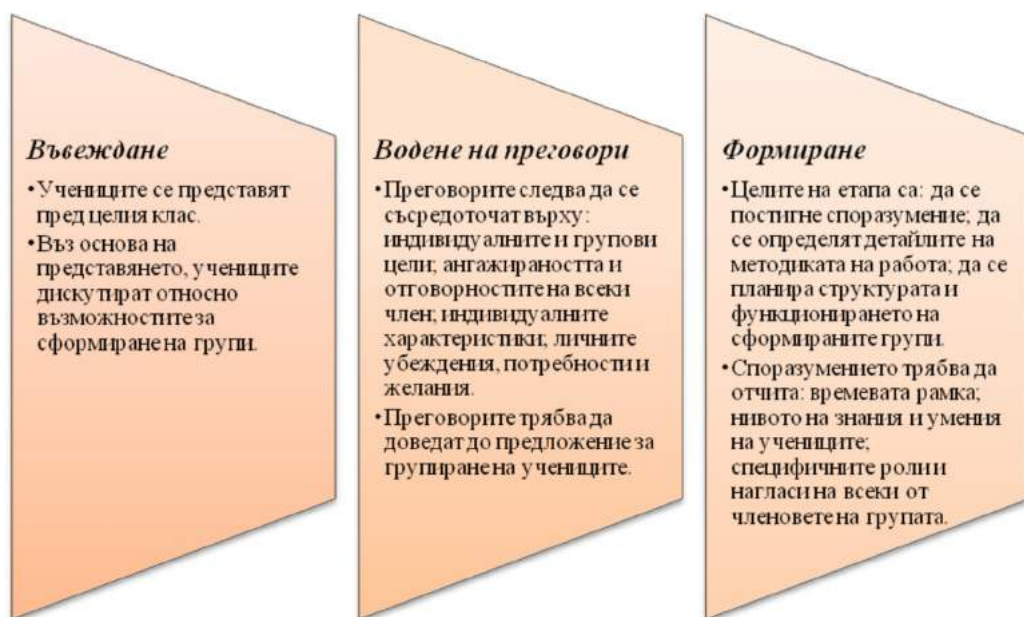 Въвеждане
•Учениците се представят
пред целия клас.
•Въз основа на
представянето, учениците
дискутират относно
възможностите за
сформиране на групи.
Водене на преговори
•Преговорите следва да се
съсредоточат върху:
индивидуалните и групови
цели; ангажираността и
отговорностите на всеки
член; индивидуалните
характеристики; личните
убеждения, потребности и
желания.
•Преговорите трябва да
доведат до предложение за
групиране на учениците.
Формиране
•Целите на етапа са: да се
постигне споразумение; да
се определят детайлите на
методиката на работа; да се
планира структурата и
функционирането на
сформираните групи.
•Споразумението трябва да
отчита: времевата рамка;
нивото на знания и умения
на учениците;
специфичните роли и
нагласи на всеки от
членовете на групата.